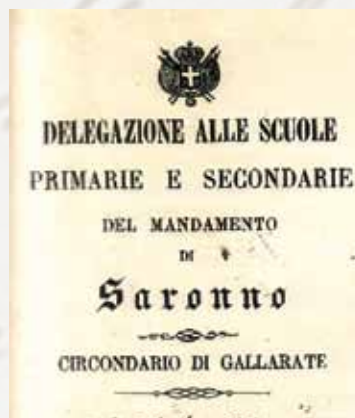 DELEGAZIONE ALLE SCUOLE
PRIMARIE E SECONDARIE
DEL MANDAMENTO
DI
Saronno
CIRCONDARIO DI GALLARATE